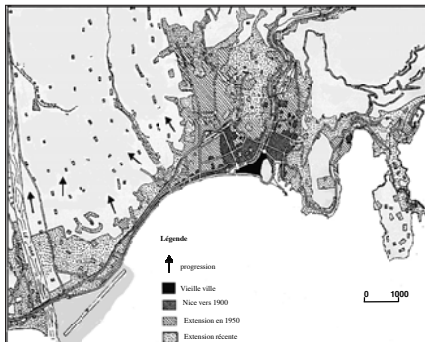 Légende
progression
Vieille ville
Nice vers 1900
Extension en 1950
Extension récente
0 1000